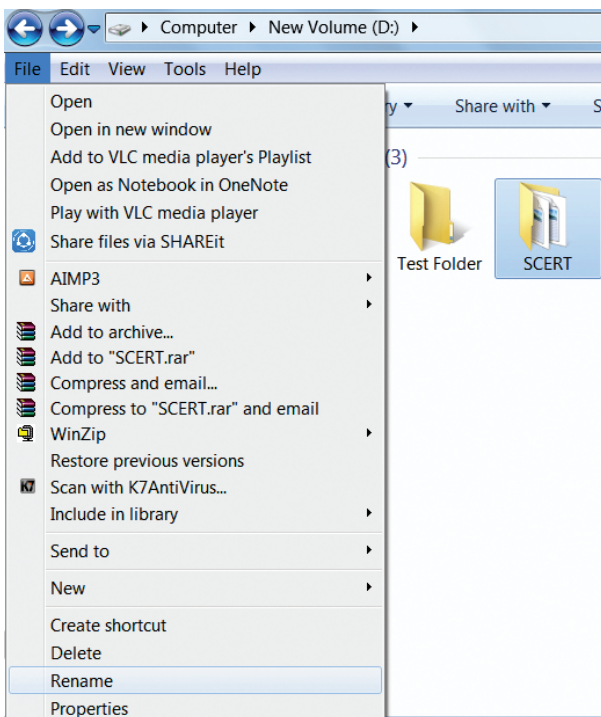 Computer New Volume (D:)
File Edit View Tools Help
Open
Open in new window
Add to VLC media player's Playlist
Open as Notebook in OneNote
Play with VLC media player
Share files via SHAREit
AIMP3
Share with
Add to archive...
Add to "SCERT.rar"
Compress and email...
Compress to "SCERT.rar" and email
WinZip
Restore previous versions
Scan with K7AntiVirus...
Include in library
Send to
New
Create shortcut
Delete
Rename
Properties
ry Share with S
(3)
Test Folder SCERT
K7